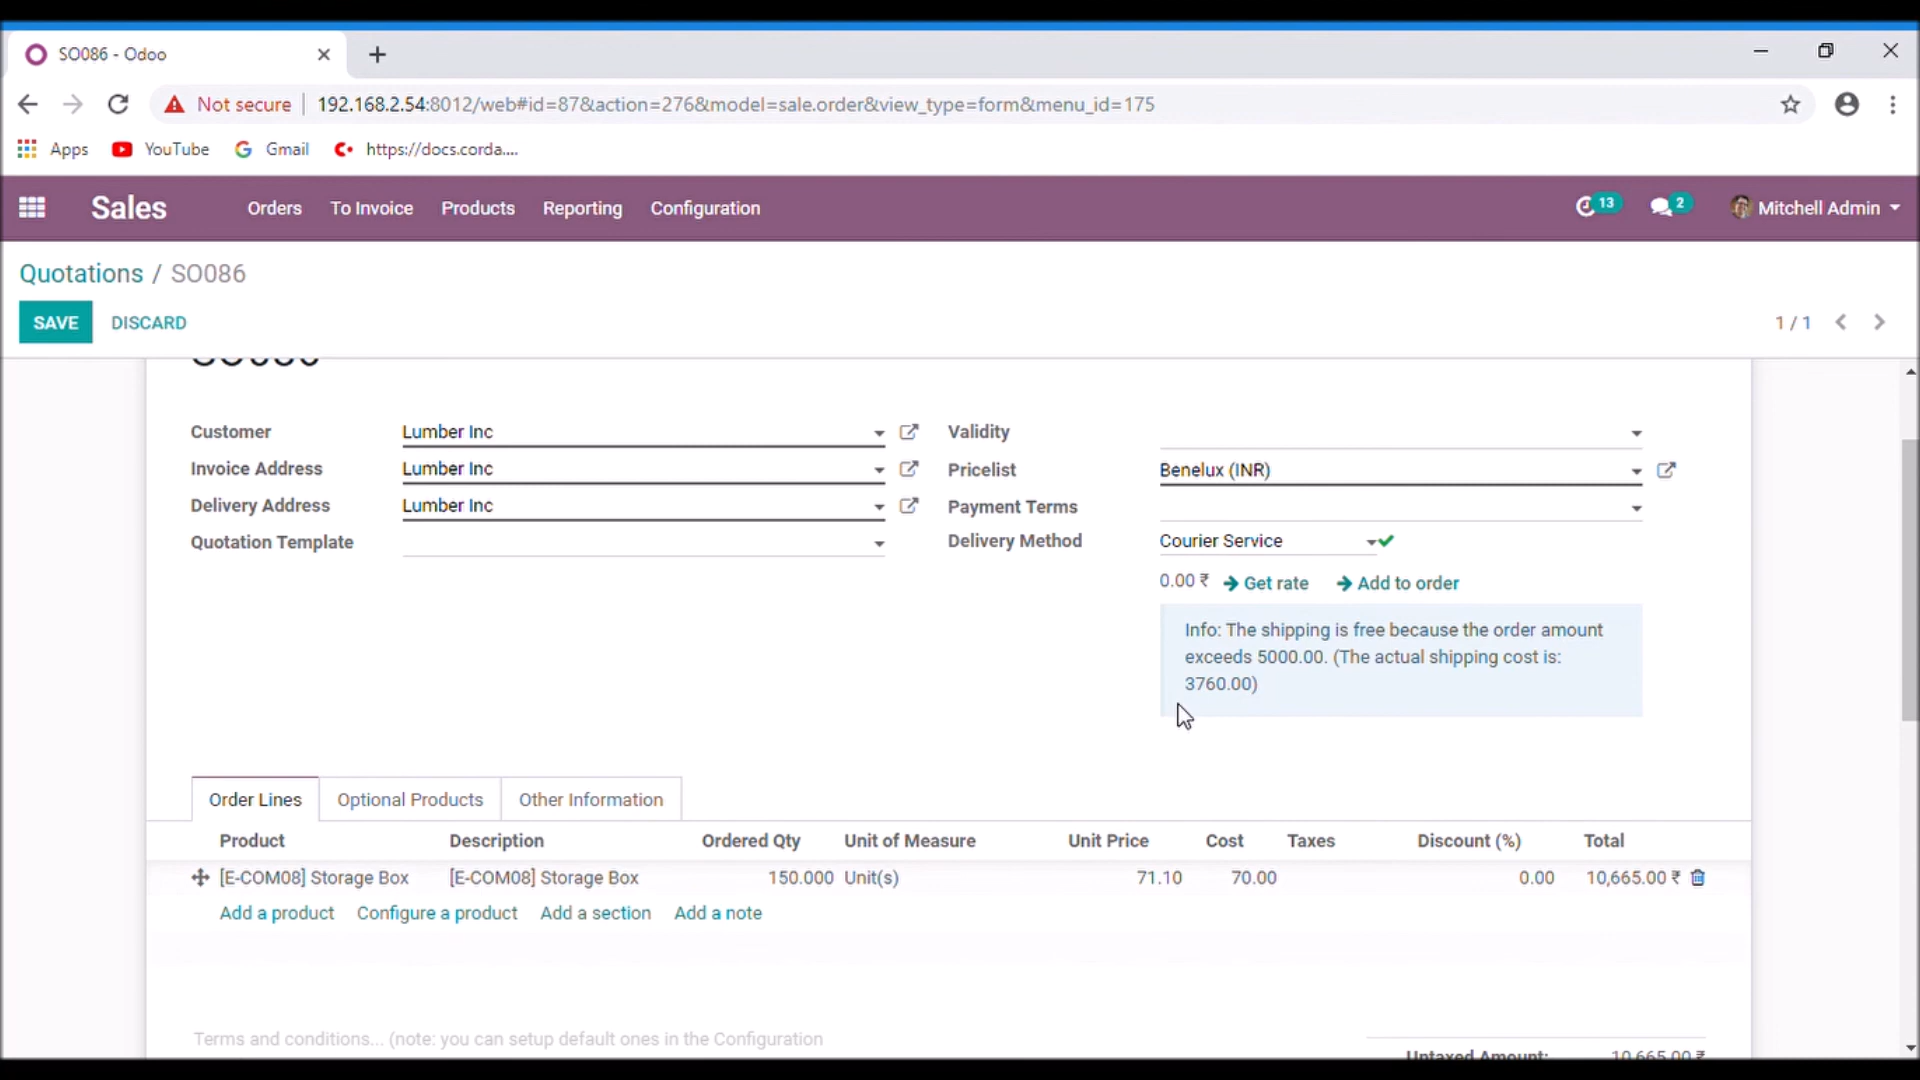 SO086 - Odoo
Not secure 192.168.2.54:8012/web#id=87&action=276&model=sale.order&view_type=form&menu_id=175
Apps YouTube Gmail https://docs.corda....
Sales Orders To Invoice Products Reporting Configuration 13 2 Mitchell Admin
Quotations / SO086
SAVE DISCARD 1 / 1
SO086
Customer Lumber Inc Validity
Invoice Address Lumber Inc Pricelist Benelux (INR)
Delivery Address Lumber Inc Payment Terms
Quotation Template Delivery Method Courier Service
0.00 ₹ Get rate Add to order
Info: The shipping is free because the order amount
exceeds 5000.00. (The actual shipping cost is:
3760.00)
Order Lines Optional Products Other Information
Product Description Ordered Qty Unit of Measure Unit Price Cost Taxes Discount (%) Total
[E-COM08] Storage Box [E-COM08] Storage Box 150.000 Unit(s) 71.10 70.00 0.00 10,665.00 ₹
Add a product Configure a product Add a section Add a note
Terms and conditions... (note: you can setup default ones in the Configuration
Untaxed Amount: 10,665.00 ₹